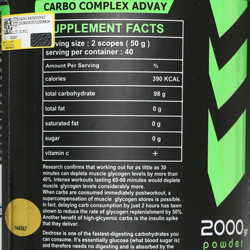 CARBO COMPLEX ADVAY
SUPPLEMENT FACTS
serving size : 2 scopes ( 50 g )
serving per container : 40
Amount Per Serving %
calories 390 KCAL
total carbohydrate 98 g
total fat 0 g
saturated fat 0 g
sugar 0 g
vitamin c +
Research confirms that working out for as little as 30
minutes can deplete muscle glycogen levels by more than
40%. Intense workouts lasting 60-90 minutes would deplete
muscle glycogen levels considerably more.
When carbs are consumed immediately postworkout, a
supercompensation of muscle glycogen stores is possible.
In fact, delaying carb consumption by just 2 hours has been
shown to reduce the rate of glycogen replenishment by 50%.
Another benefit of high-glycemic carbs is the insulin spike
that they deliver.
Dextrose is one of the fastest-digesting carbohydrates you
can consume. It's essentially glucose (what blood sugar is)
and therefore needs no digesting and is absorbed by
2000
powder